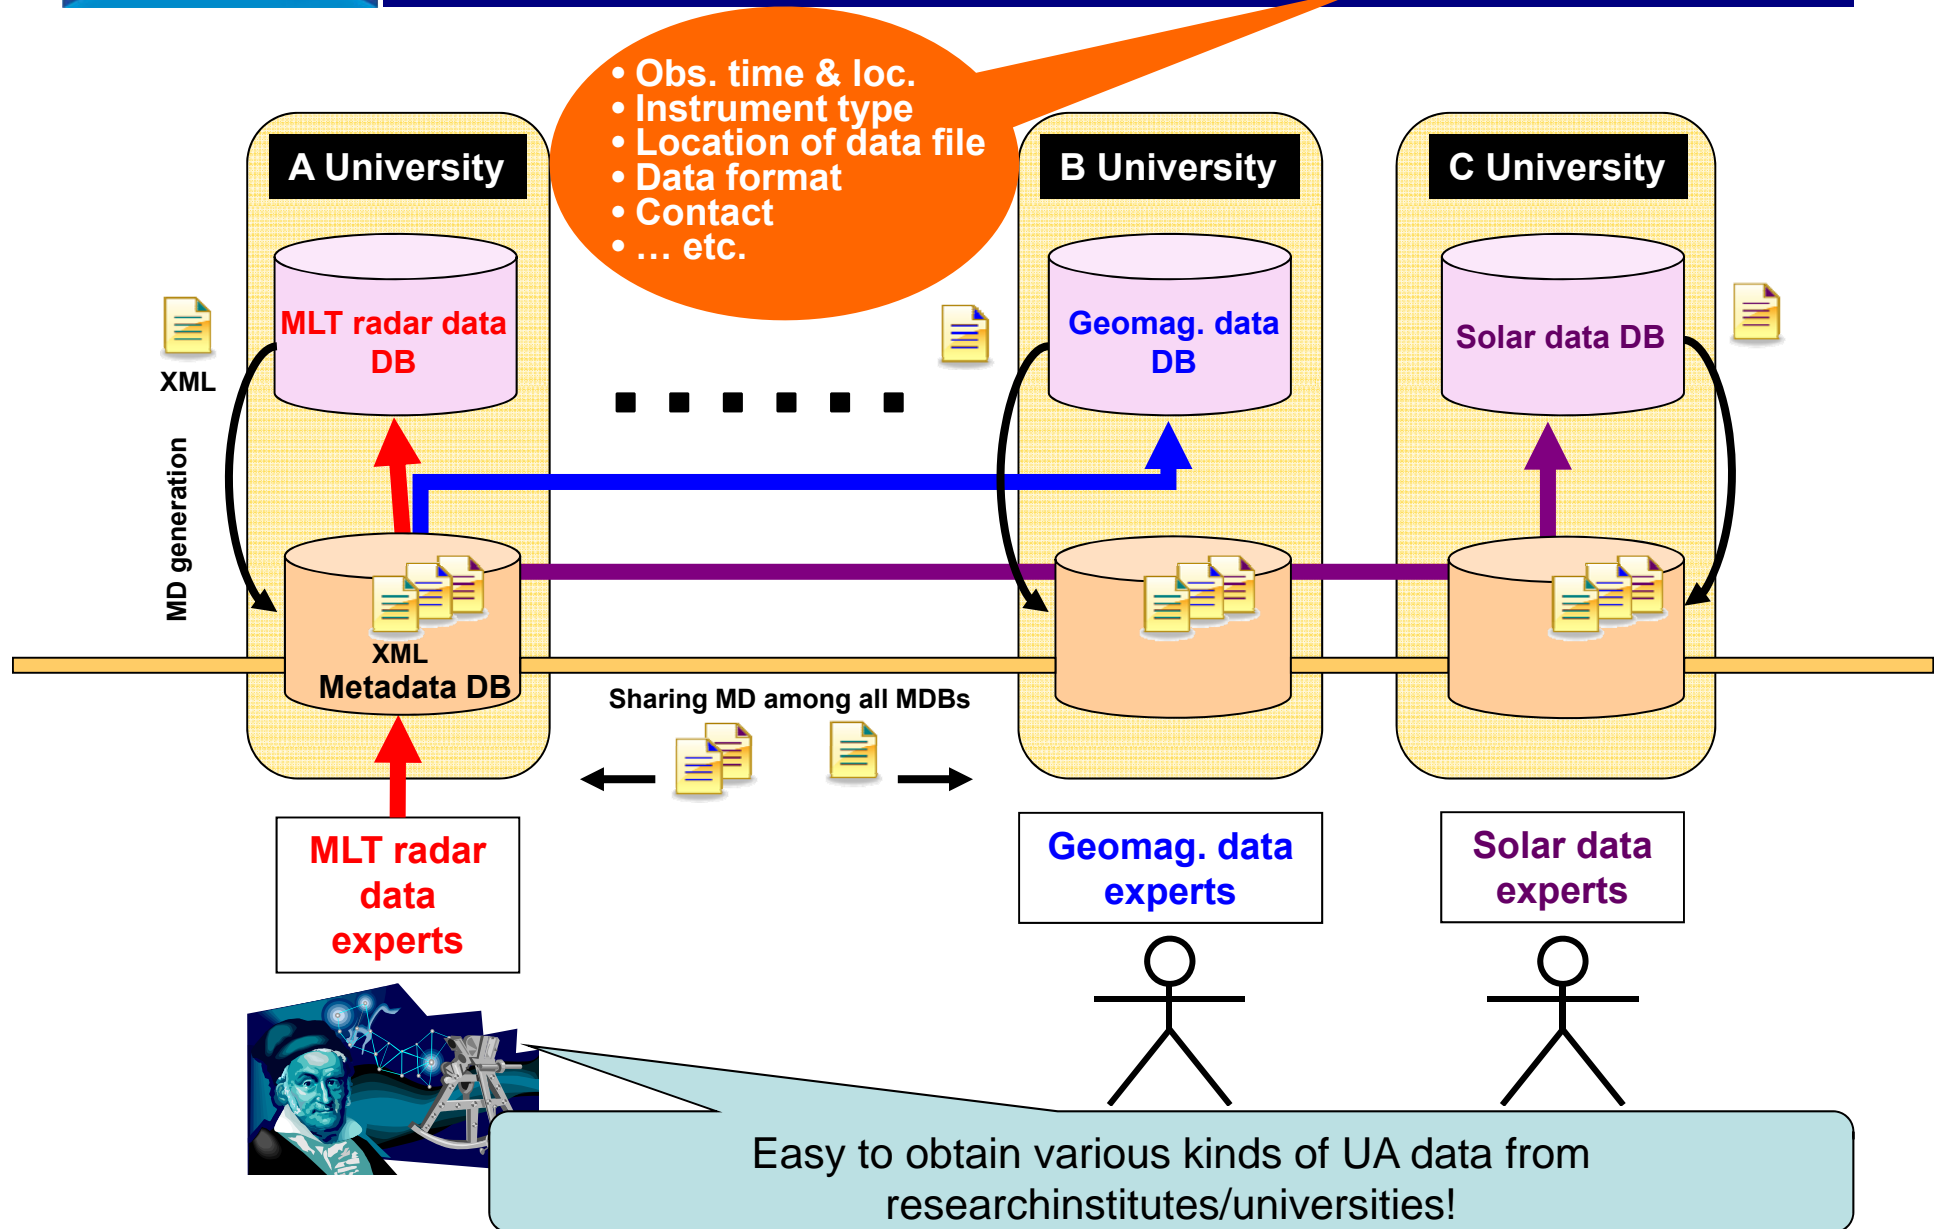 • Obs. time & loc.
• Instrument type
• Location of data file
• Data format
• Contact
• ... etc.
A University
B University
C University
MLT radar data
DB
Geomag. data
DB
Solar data DB
XML
MD generation
XML
Metadata DB
Sharing MD among all MDBs
MLT radar
data
experts
Geomag. data
experts
Solar data
experts
Easy to obtain various kinds of UA data from
researchinstitutes/universities!